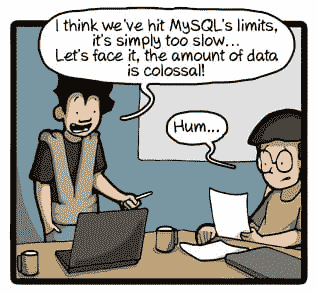 I think we've hit MySQL's limits,
it's simply too slow...
Let's face it, the amount of data
is colossal!
Hum...